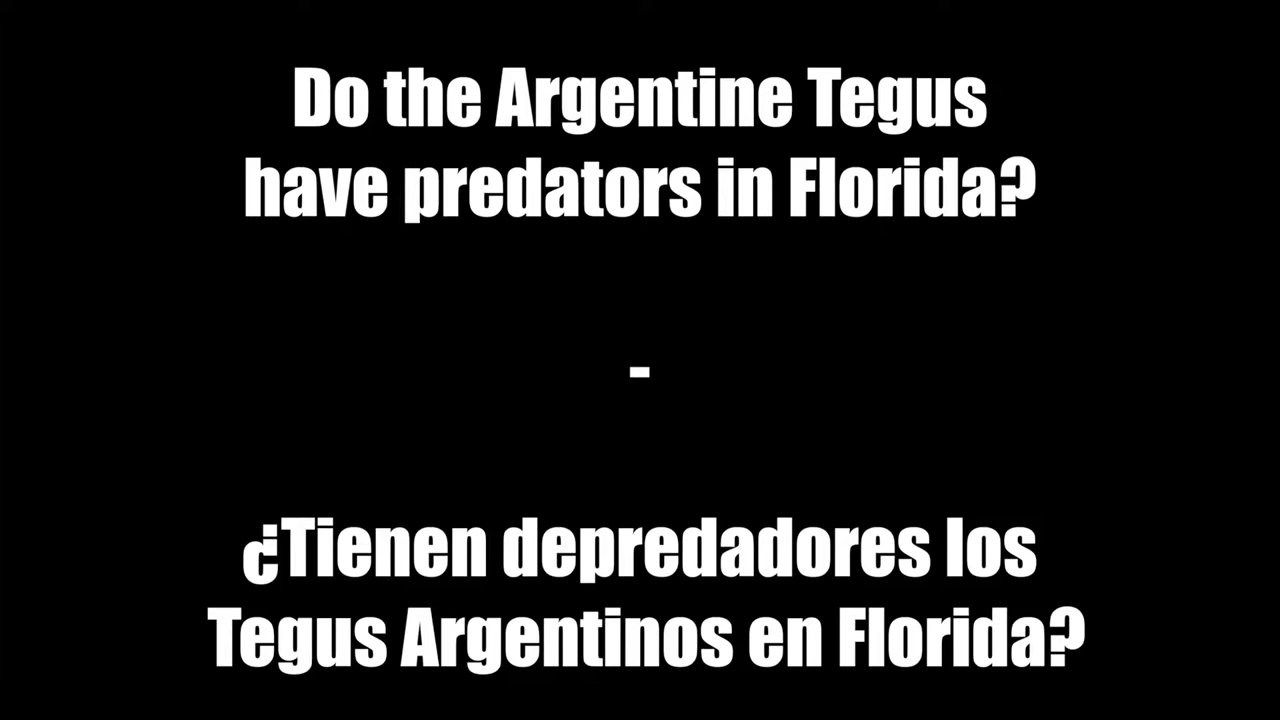 Do the Argentine Tegus
have predators in Florida?
-
¿Tienen depredadores los
Tegus Argentinos en Florida?